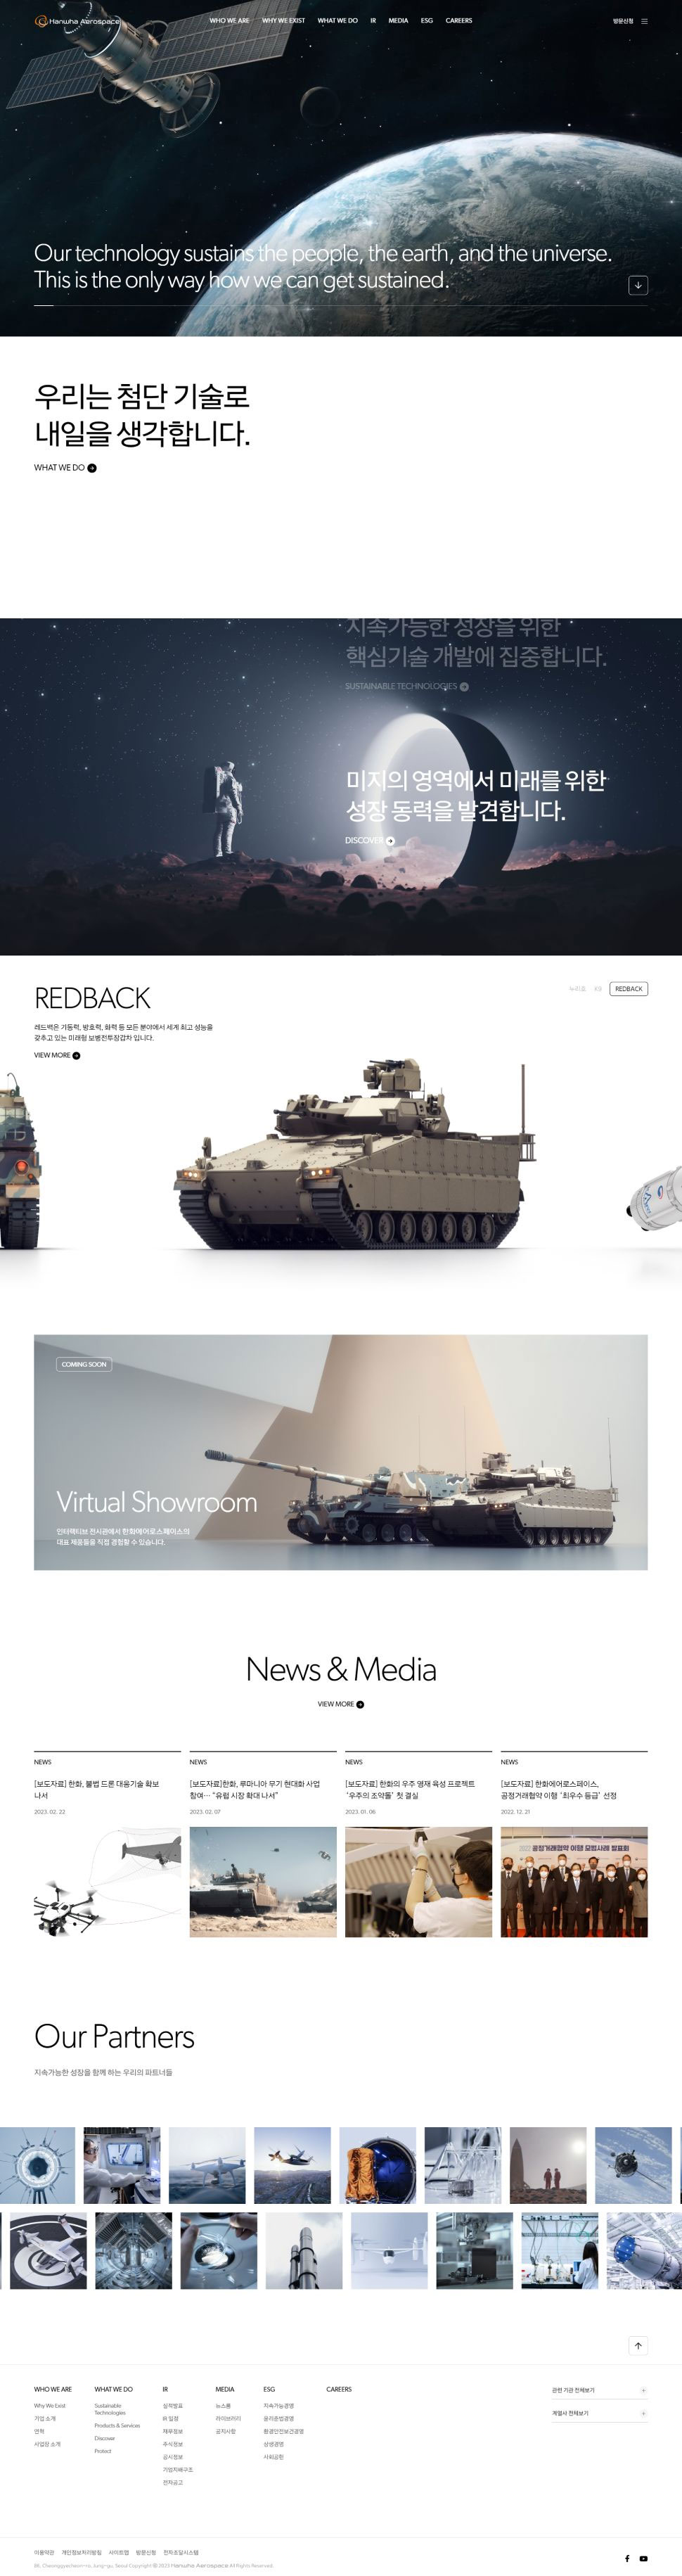 Hanwha Aerospace
WHO WE ARE
WHY WE EXIST
WHAT WE DO
IR
MEDIA
ESG
CAREERS
방문신청
Our technology sustains the people, the earth, and the universe.
This is the only way how we can get sustained.
우리는 첨단 기술로
내일을 생각합니다.
WHAT WE DO
지속가능한 성장을 위한
핵심기술 개발에 집중합니다.
SUSTAINABLE TECHNOLOGIES
미지의 영역에서 미래를 위한
성장 동력을 발견합니다.
DISCOVER
REDBACK
누리호
K9
REDBACK
레드백은 기동력, 방호력, 화력 등 모든 분야에서 세계 최고 성능을
갖추고 있는 미래형 보병전투장갑차 입니다.
VIEW MORE
COMING SOON
Virtual Showroom
인터랙티브 전시관에서 한화에어로스페이스의
대표 제품들을 직접 경험할 수 있습니다.
News & Media
VIEW MORE
NEWS
[보도자료] 한화, 불법 드론 대응기술 확보
나서
2023. 02. 22
NEWS
[보도자료]한화, 루마니아 무기 현대화 사업
참여… “유럽 시장 확대 나서”
2023. 02. 07
NEWS
[보도자료] 한화의 우주 영재 육성 프로젝트
‘우주의 조약돌’ 첫 결실
2023. 01. 06
NEWS
[보도자료] 한화에어로스페이스,
공정거래협약 이행 ‘최우수 등급’ 선정
2022. 12. 21
공정거래협약 이행 모범사례 발표회
Our Partners
지속가능한 성장을 함께 하는 우리의 파트너들
WHO WE ARE
Why We Exist
기업 소개
연혁
사업장 소개
WHAT WE DO
Sustainable
Technologies
Products & Services
Discover
Protect
IR
실적발표
IR 일정
재무정보
주식정보
공시정보
기업지배구조
전자공고
MEDIA
뉴스룸
라이브러리
공지사항
ESG
지속가능경영
윤리준법경영
환경안전보건경영
상생경영
사회공헌
CAREERS
관련 기관 전체보기
계열사 전체보기
이용약관
개인정보처리방침
사이트맵
방문신청
전자조달시스템
86, Cheonggyecheon-ro, Jung-gu, Seoul Copyright © 2023 Hanwha Aerospace All Rights Reserved.